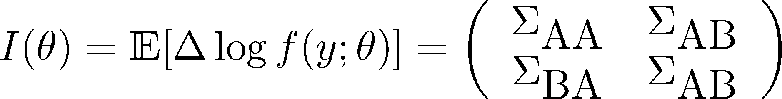 I(θ) = 𝔼[Δ log f(y; θ)] = ( Σ_AA Σ_AB
Σ_BA Σ_AB )